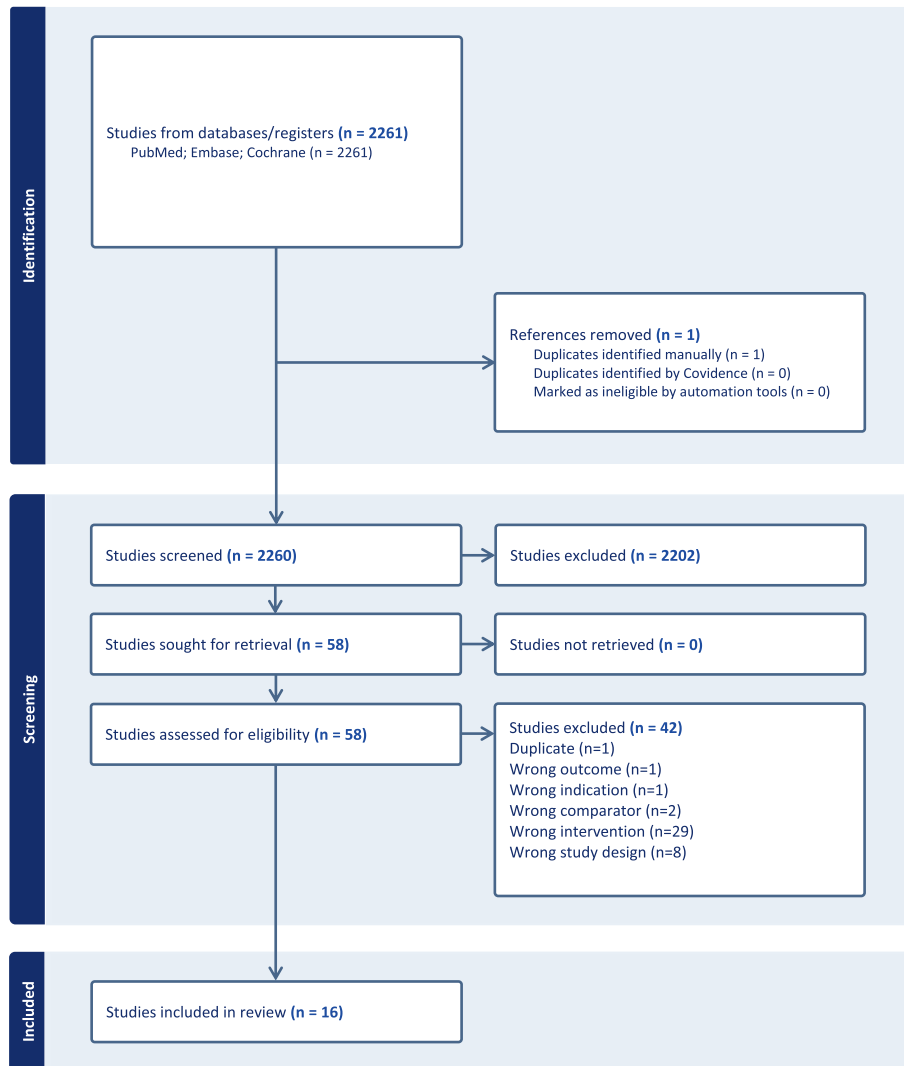 Identification
Studies from databases/registers (n = 2261)
PubMed; Embase; Cochrane (n = 2261)
References removed (n = 1)
Duplicates identified manually (n = 1)
Duplicates identified by Covidence (n = 0)
Marked as ineligible by automation tools (n = 0)
Screening
Studies screened (n = 2260)
Studies excluded (n = 2202)
Studies sought for retrieval (n = 58)
Studies not retrieved (n = 0)
Studies assessed for eligibility (n = 58)
Studies excluded (n = 42)
Duplicate (n=1)
Wrong outcome (n=1)
Wrong indication (n=1)
Wrong comparator (n=2)
Wrong intervention (n=29)
Wrong study design (n=8)
Included
Studies included in review (n = 16)